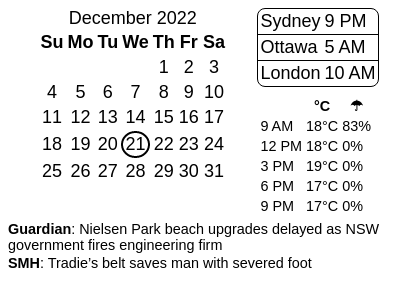 December 2022
Su Mo Tu We Th Fr Sa
1 2 3
4 5 6 7 8 9 10
11 12 13 14 15 16 17
18 19 20 21 22 23 24
25 26 27 28 29 30 31
Sydney 9 PM
Ottawa 5 AM
London 10 AM
°C ☂
9 AM 18°C 83%
12 PM 18°C 0%
3 PM 19°C 0%
6 PM 17°C 0%
9 PM 17°C 0%
Guardian: Nielsen Park beach upgrades delayed as NSW
government fires engineering firm
SMH: Tradie's belt saves man with severed foot